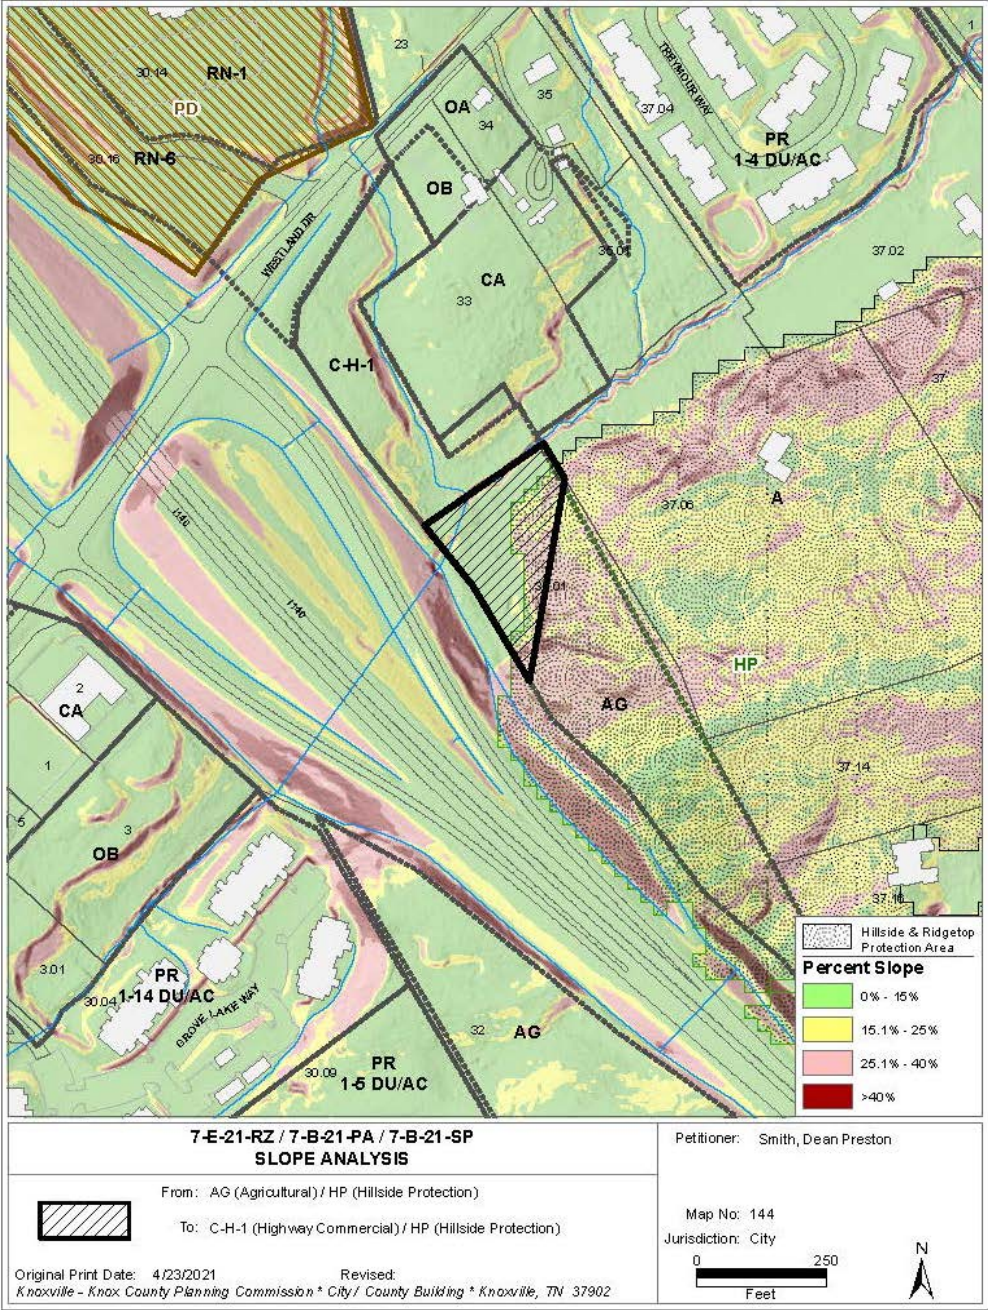 1
23
30.14
RN-1
TREYMOUR WAY
OA
35
37.04
PD
34
PR
1-4 DU/AC
30.16
RN-6
OB
WESTLAND DR
35.01
37.02
CA
33
C-H-1
37
37.06
A
I140
I140
HP
2
AG
CA
1
37.14
5
3
OB
37.16
3.01
PR
1-14 DU/AC
30.04
GROVE LAKE WAY
32
AG
PR
1-5 DU/AC
30.09
Hillside & Ridgetop
Protection Area
Percent Slope
0% - 15%
15.1% - 25%
25.1% - 40%
>40%
7-E-21-RZ / 7-B-21-PA / 7-B-21-SP
SLOPE ANALYSIS
From: AG (Agricultural) / HP (Hillside Protection)
To: C-H-1 (Highway Commercial) / HP (Hillside Protection)
Original Print Date: 4/23/2021 Revised:
Knoxville - Knox County Planning Commission * City / County Building * Knoxville, TN 37902
Petitioner: Smith, Dean Preston
Map No: 144
Jurisdiction: City
0 250
Feet
N